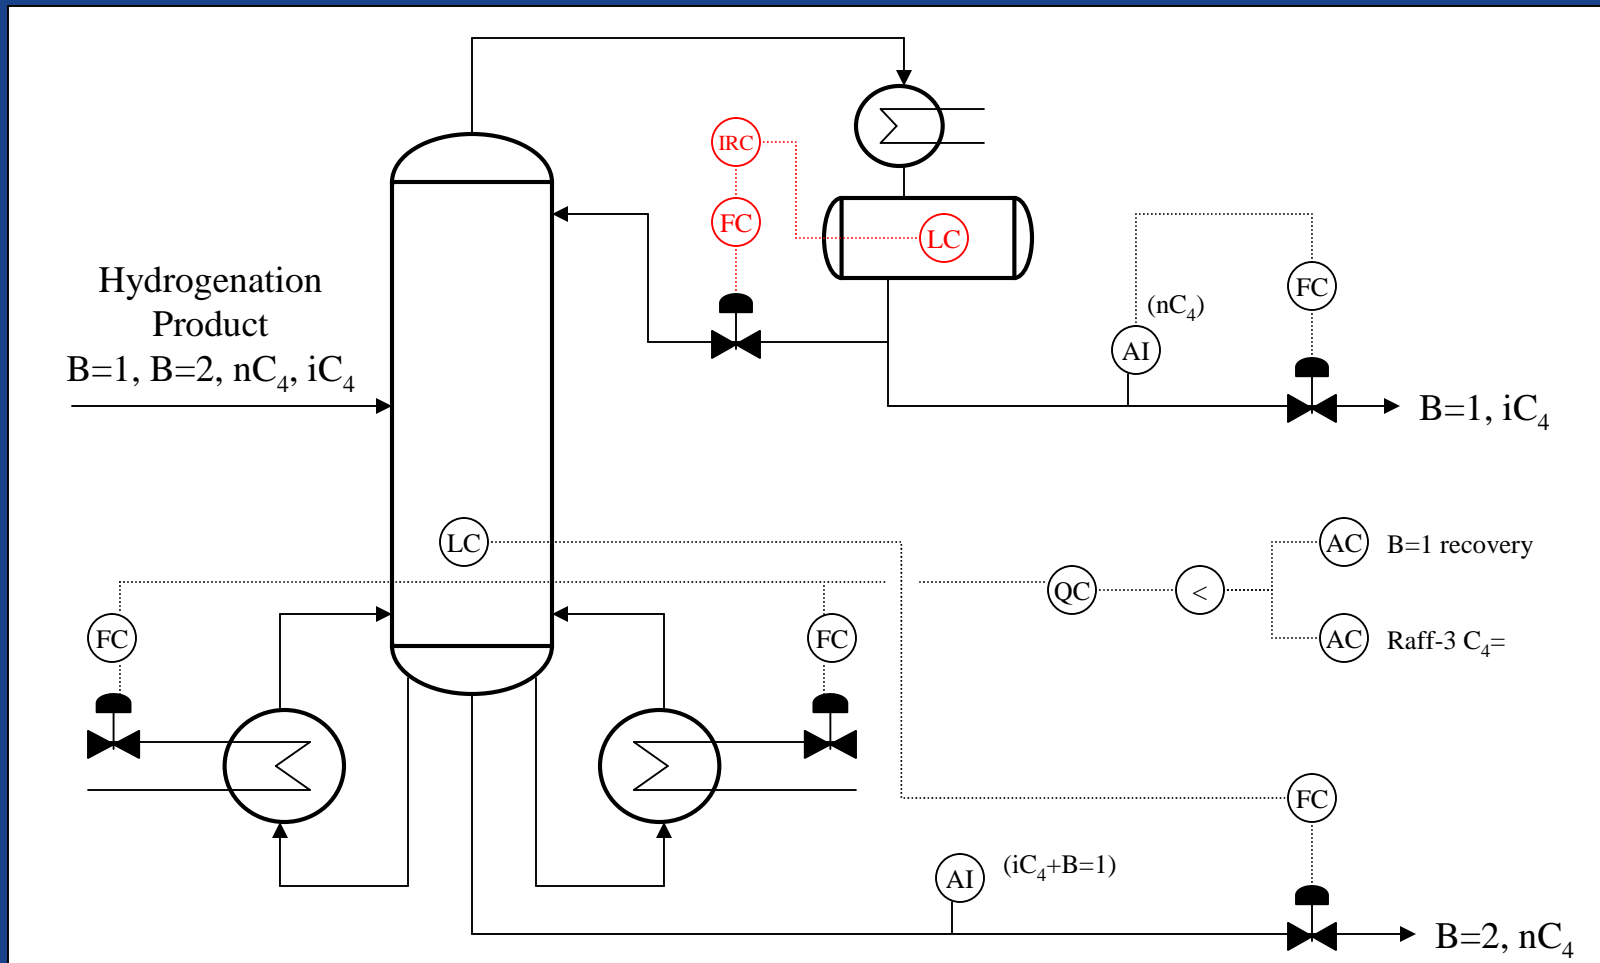 IRC
FC
LC
Hydrogenation
Product
B=1, B=2, nC₄, iC₄
(nC₄)
FC
AI
B=1, iC₄
LC
AC
B=1 recovery
QC
<
FC
FC
AC
Raff-3 C₄=
FC
AI
(iC₄+B=1)
B=2, nC₄